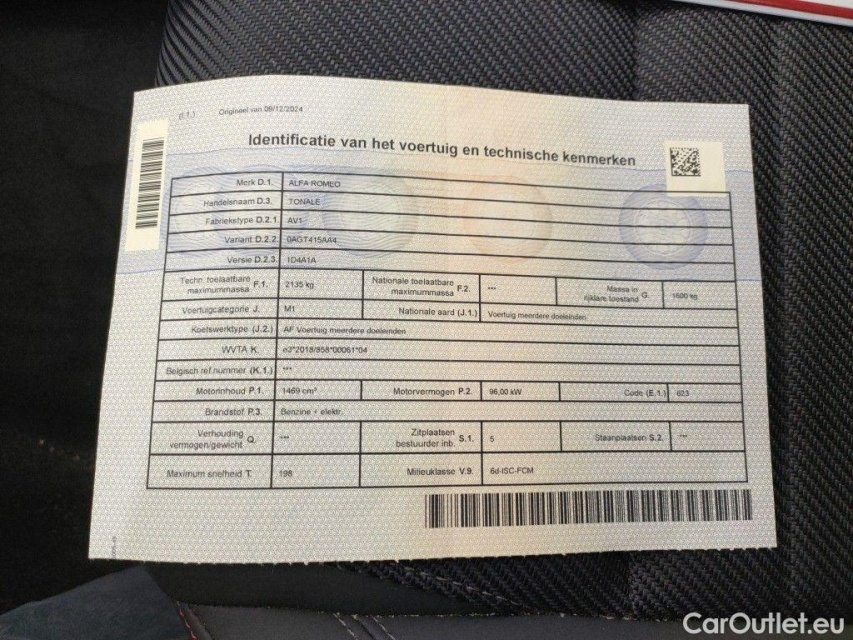 (I.1.) Origineel van 09/12/2024
Identificatie van het voertuig en technische kenmerken
Merk D.1. ALFA ROMEO
Handelsnaam D.3. TONALE
Fabriekstype D.2.1. AV1
Variant D.2.2. 0AGT415AA4
Versie D.2.3. 1D4A1A
Techn. toelaatbare maximummassa F.1. 2135 kg Nationale toelaatbare maximummassa F.2. *** Massa in rijklare toestand G. 1600 kg
Voertuigcategorie J. M1 Nationale aard (J.1.) Voertuig meerdere doeleinden
Koetswerktype (J.2.) AF Voertuig meerdere doeleinden
WVTA K. e3*2018/858*00061*04
Belgisch ref.nummer (K.1.) ***
Motorinhoud P.1. 1469 cm³ Motorvermogen P.2. 96,00 kW Code (E.1.) 623
Brandstof P.3. Benzine + elektr.
Verhouding vermogen/gewicht Q. *** Zitplaatsen bestuurder inb. S.1. 5 Staanplaatsen S.2. ***
Maximum snelheid T. 198 Milieuklasse V.9. 6d-ISC-FCM
CarOutlet.eu